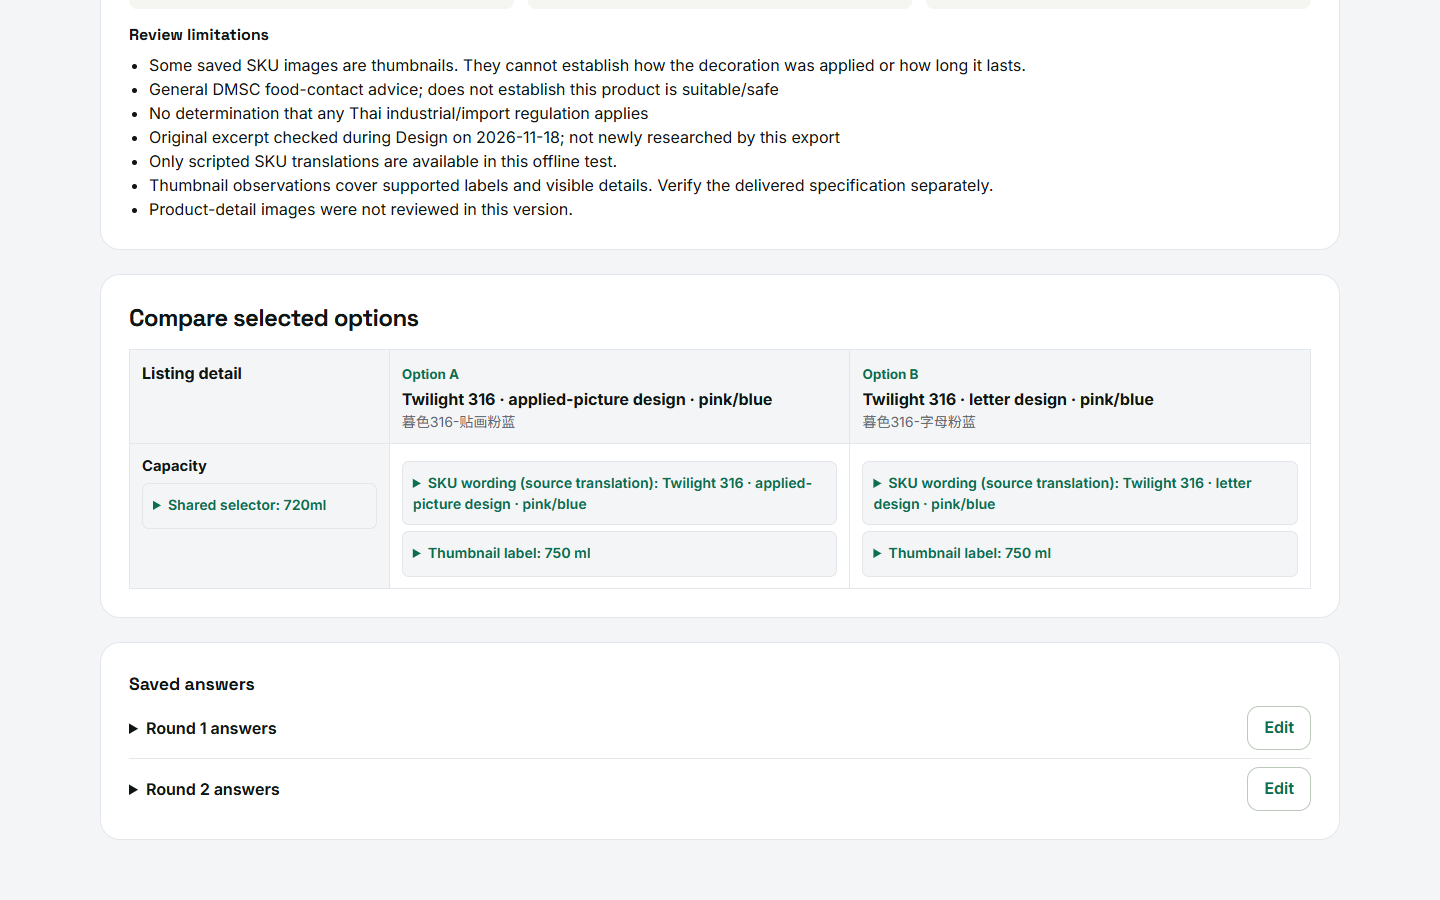 Review limitations
• Some saved SKU images are thumbnails. They cannot establish how the decoration was applied or how long it lasts.
• General DMSC food-contact advice; does not establish this product is suitable/safe
• No determination that any Thai industrial/import regulation applies
• Original excerpt checked during Design on 2026-11-18; not newly researched by this export
• Only scripted SKU translations are available in this offline test.
• Thumbnail observations cover supported labels and visible details. Verify the delivered specification separately.
• Product-detail images were not reviewed in this version.
Compare selected options
Listing detail
Option A
Twilight 316 · applied-picture design · pink/blue
暮色316-贴画粉蓝
Option B
Twilight 316 · letter design · pink/blue
暮色316-字母粉蓝
Capacity
Shared selector: 720ml
SKU wording (source translation): Twilight 316 · applied-
picture design · pink/blue
Thumbnail label: 750 ml
SKU wording (source translation): Twilight 316 · letter
design · pink/blue
Thumbnail label: 750 ml
Saved answers
Round 1 answers
Edit
Round 2 answers
Edit